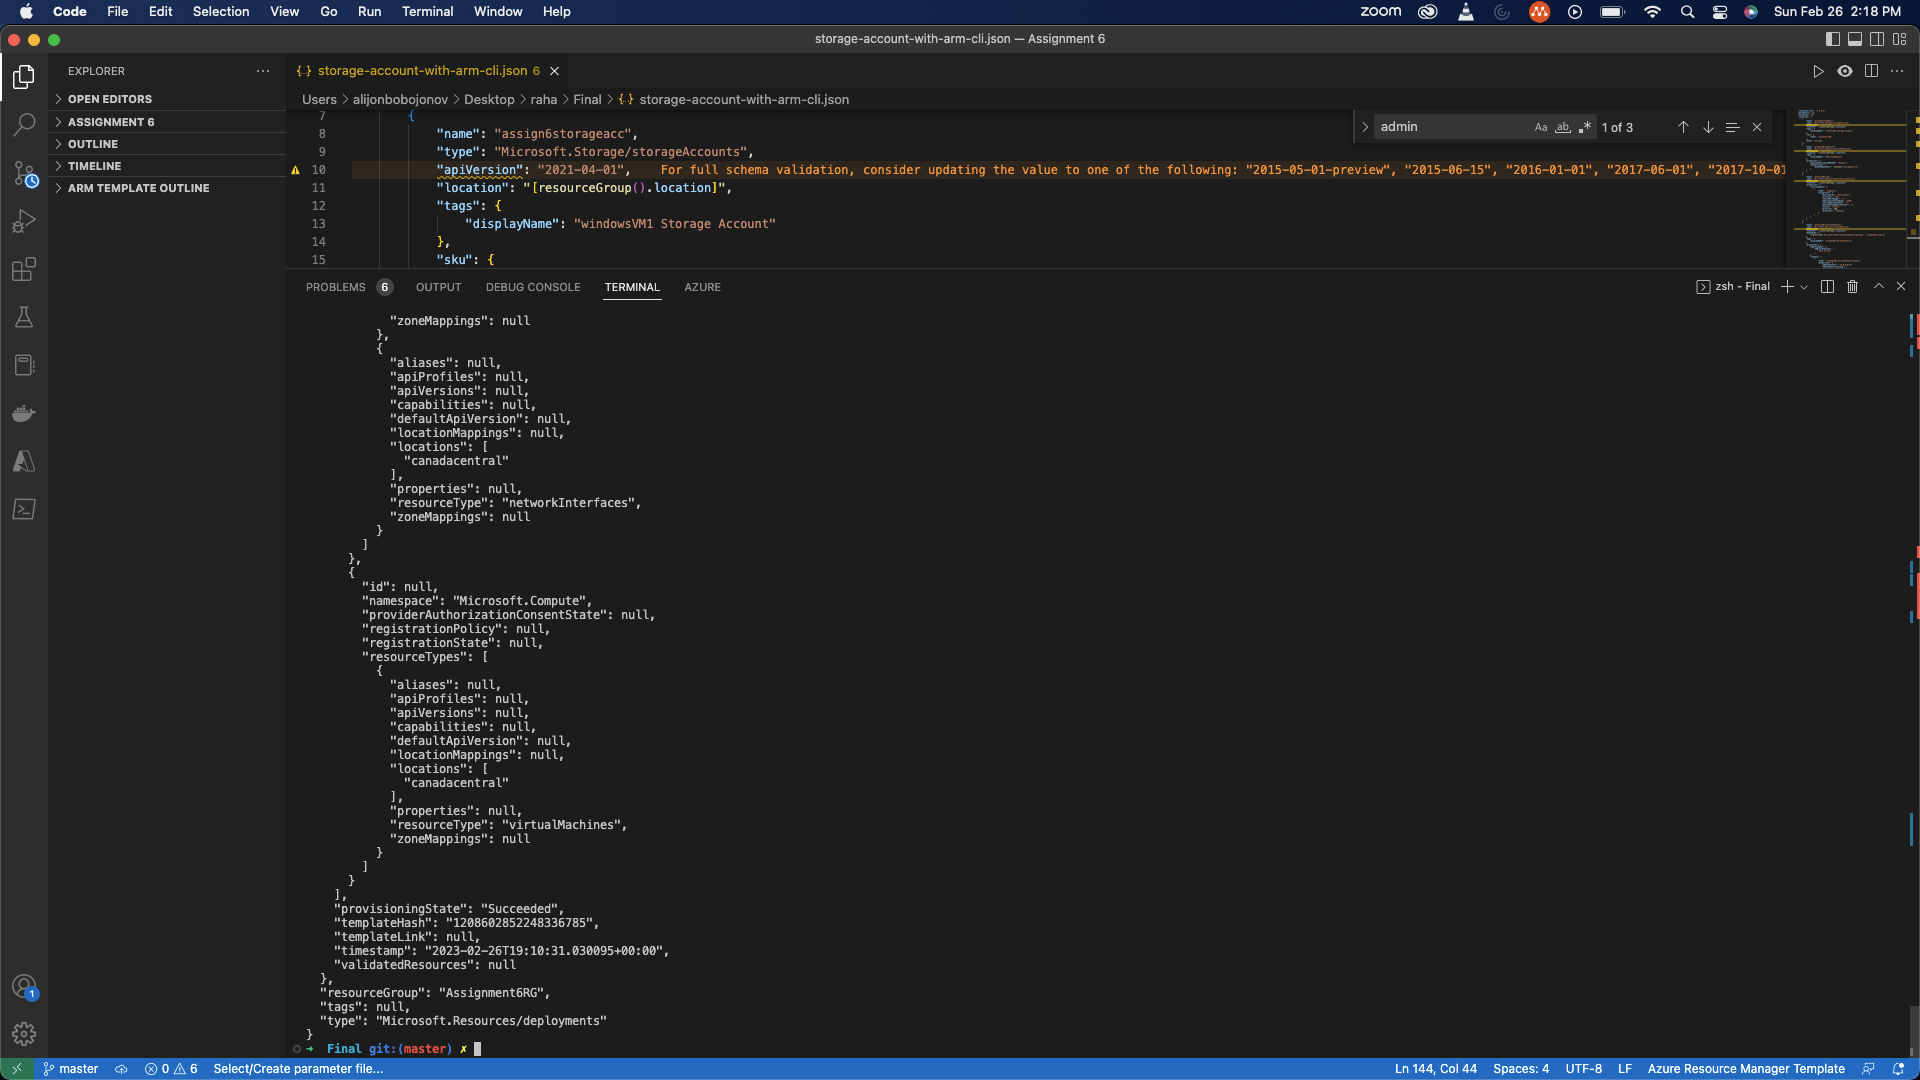 Code File Edit Selection View Go Run Terminal Window Help zoom Sun Feb 26 2:18 PM
storage-account-with-arm-cli.json — Assignment 6
EXPLORER
OPEN EDITORS
ASSIGNMENT 6
OUTLINE
TIMELINE
ARM TEMPLATE OUTLINE
{} storage-account-with-arm-cli.json 6
Users > alijonbobojonov > Desktop > raha > Final > {} storage-account-with-arm-cli.json
admin Aa ab 1 of 3
7 {
8 "name": "assign6storageacc",
9 "type": "Microsoft.Storage/storageAccounts",
10 "apiVersion": "2021-04-01", For full schema validation, consider updating the value to one of the following: "2015-05-01-preview", "2015-06-15", "2016-01-01", "2017-06-01", "2017-10-01
11 "location": "[resourceGroup().location]",
12 "tags": {
13 "displayName": "windowsVM1 Storage Account"
14 },
15 "sku": {
PROBLEMS 6 OUTPUT DEBUG CONSOLE TERMINAL AZURE
zsh - Final
"zoneMappings": null
},
{
"aliases": null,
"apiProfiles": null,
"apiVersions": null,
"capabilities": null,
"defaultApiVersion": null,
"locationMappings": null,
"locations": [
"canadacentral"
],
"properties": null,
"resourceType": "networkInterfaces",
"zoneMappings": null
}
]
},
{
"id": null,
"namespace": "Microsoft.Compute",
"providerAuthorizationConsentState": null,
"registrationPolicy": null,
"registrationState": null,
"resourceTypes": [
{
"aliases": null,
"apiProfiles": null,
"apiVersions": null,
"capabilities": null,
"defaultApiVersion": null,
"locationMappings": null,
"locations": [
"canadacentral"
],
"properties": null,
"resourceType": "virtualMachines",
"zoneMappings": null
}
]
}
],
"provisioningState": "Succeeded",
"templateHash": "1208602852248336785",
"templateLink": null,
"timestamp": "2023-02-26T19:10:31.030095+00:00",
"validatedResources": null
},
"resourceGroup": "Assignment6RG",
"tags": null,
"type": "Microsoft.Resources/deployments"
}
➜ Final git:(master) ✗
1
master 0 6 Select/Create parameter file... Ln 144, Col 44 Spaces: 4 UTF-8 LF Azure Resource Manager Template